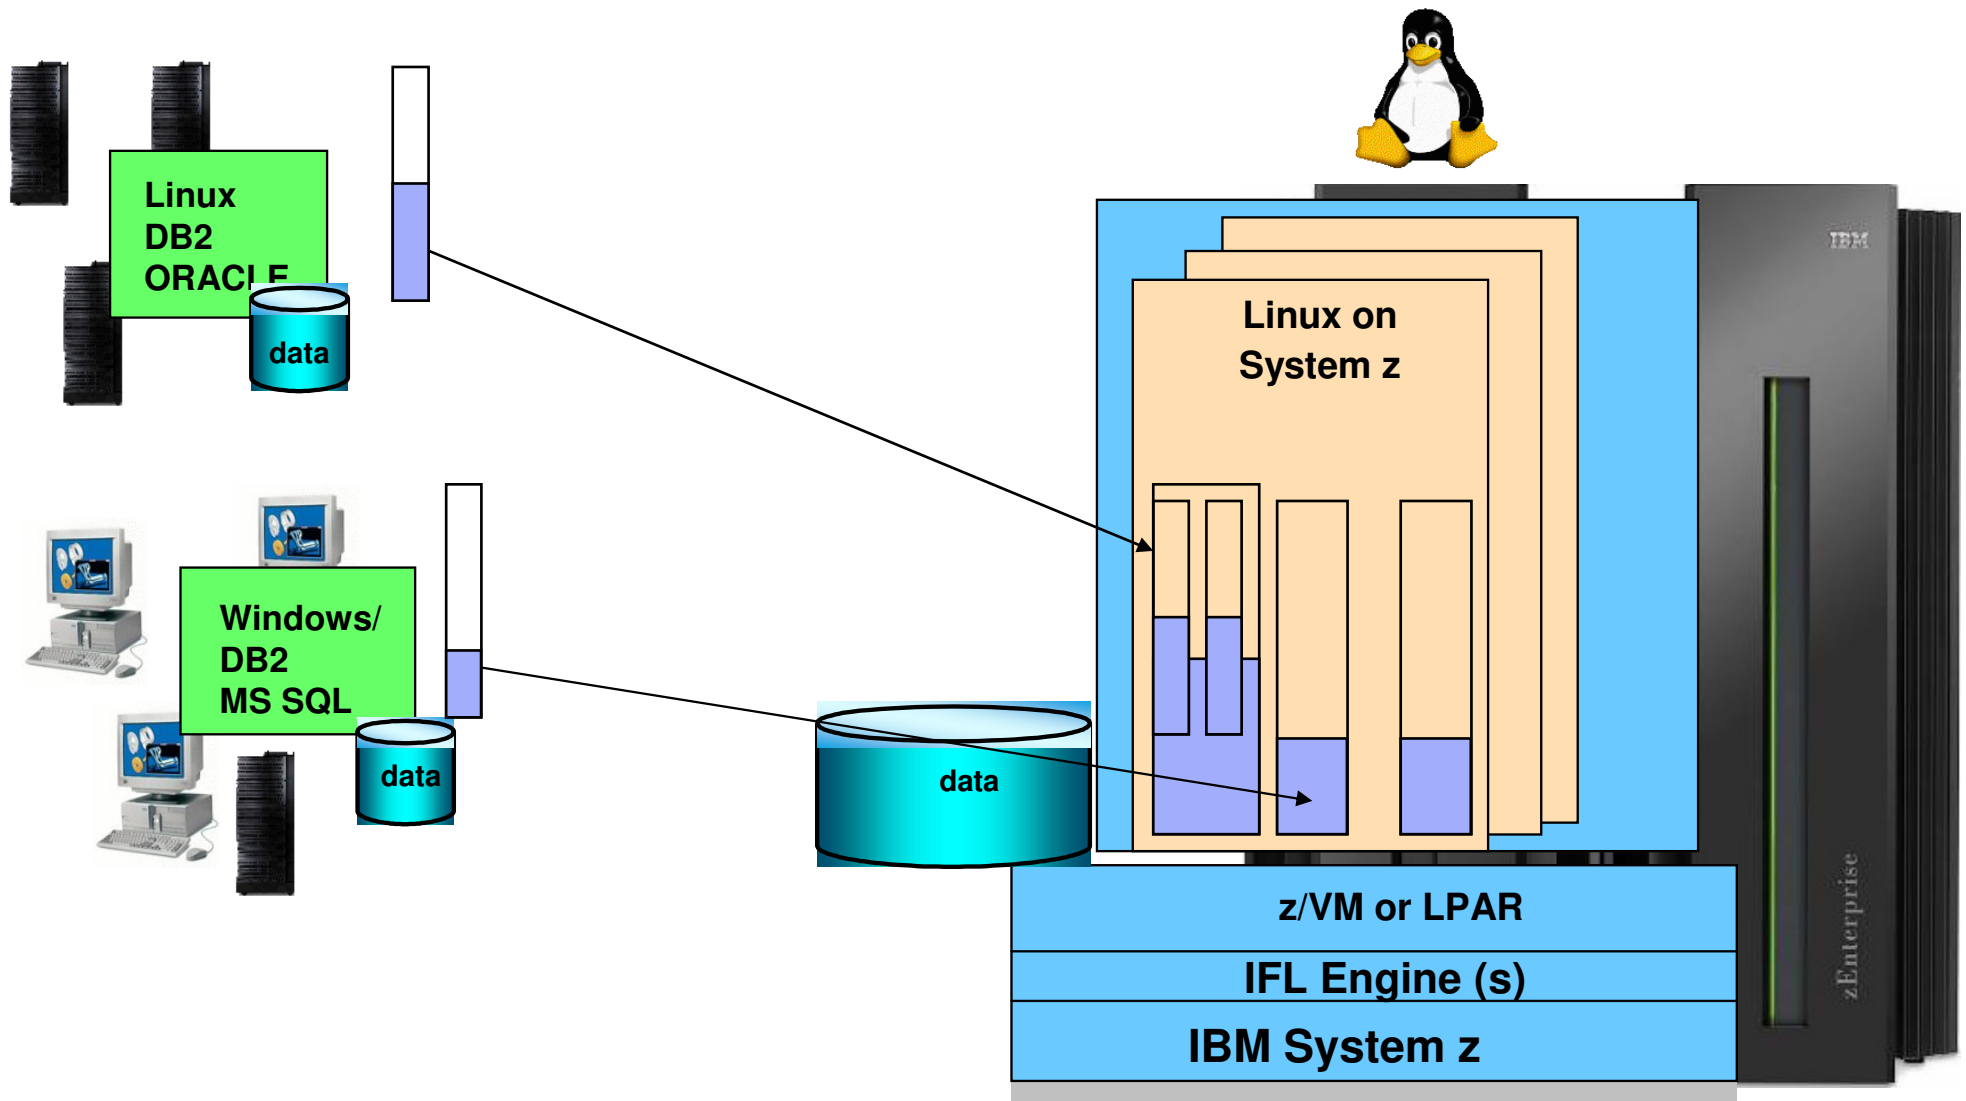 Linux
DB2
ORACLE
data
Windows/
DB2
MS SQL
data
data
Linux on
System z
IBM
zEnterprise
z/VM or LPAR
IFL Engine (s)
IBM System z